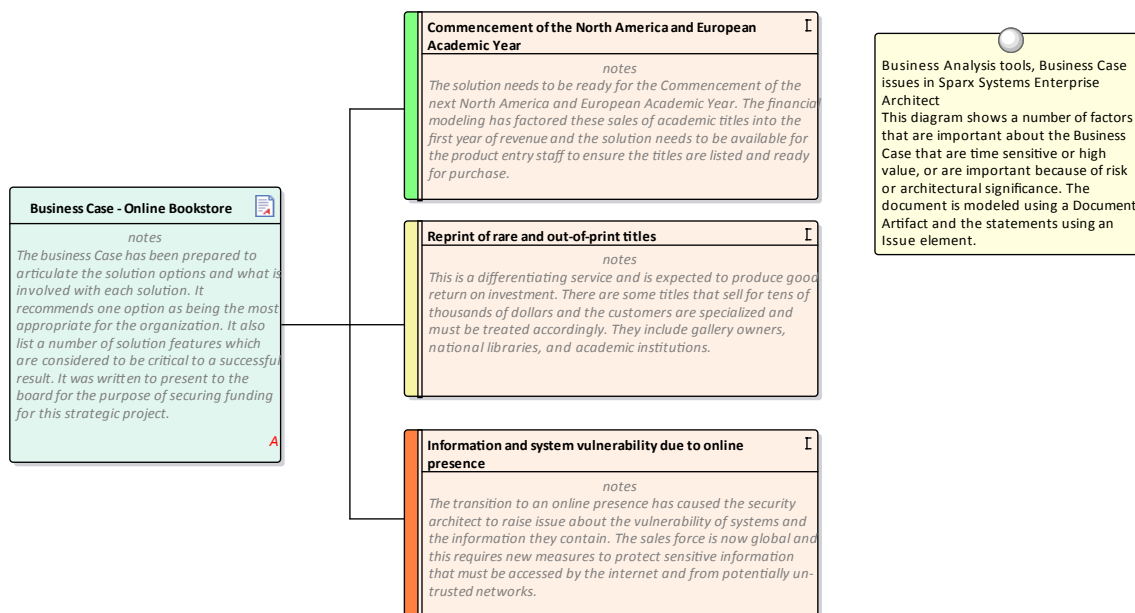 Business Case - Online Bookstore
notes
The business Case has been prepared to
articulate the solution options and what is
involved with each solution. It
recommends one option as being the most
appropriate for the organization. It also
list a number of solution features which
are considered to be critical to a successful
result. It was written to present to the
board for the purpose of securing funding
for this strategic project.
A
Commencement of the North America and European
Academic Year
I
notes
The solution needs to be ready for the Commencement of the
next North America and European Academic Year. The financial
modeling has factored these sales of academic titles into the
first year of revenue and the solution needs to be available for
the product entry staff to ensure the titles are listed and ready
for purchase.
Reprint of rare and out-of-print titles
I
notes
This is a differentiating service and is expected to produce good
return on investment. There are some titles that sell for tens of
thousands of dollars and the customers are specialized and
must be treated accordingly. They include gallery owners,
national libraries, and academic institutions.
Information and system vulnerability due to online
presence
I
notes
The transition to an online presence has caused the security
architect to raise issue about the vulnerability of systems and
the information they contain. The sales force is now global and
this requires new measures to protect sensitive information
that must be accessed by the internet and from potentially un-
trusted networks.
Business Analysis tools, Business Case
issues in Sparx Systems Enterprise
Architect
This diagram shows a number of factors
that are important about the Business
Case that are time sensitive or high
value, or are important because of risk
or architectural significance. The
document is modeled using a Document
Artifact and the statements using an
Issue element.